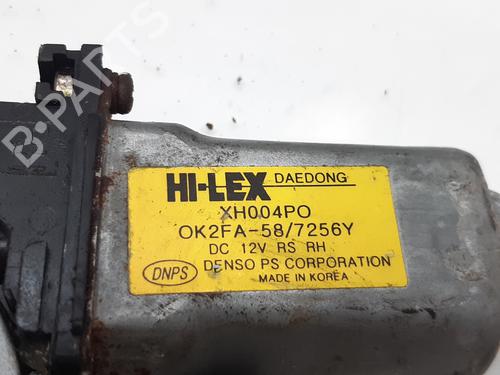 B-PARTS
HI-LEX DAEDONG
XH004PO
OK2FA-58/7256Y
DC 12V RS RH
DNPS DENSO PS CORPORATION
MADE IN KOREA